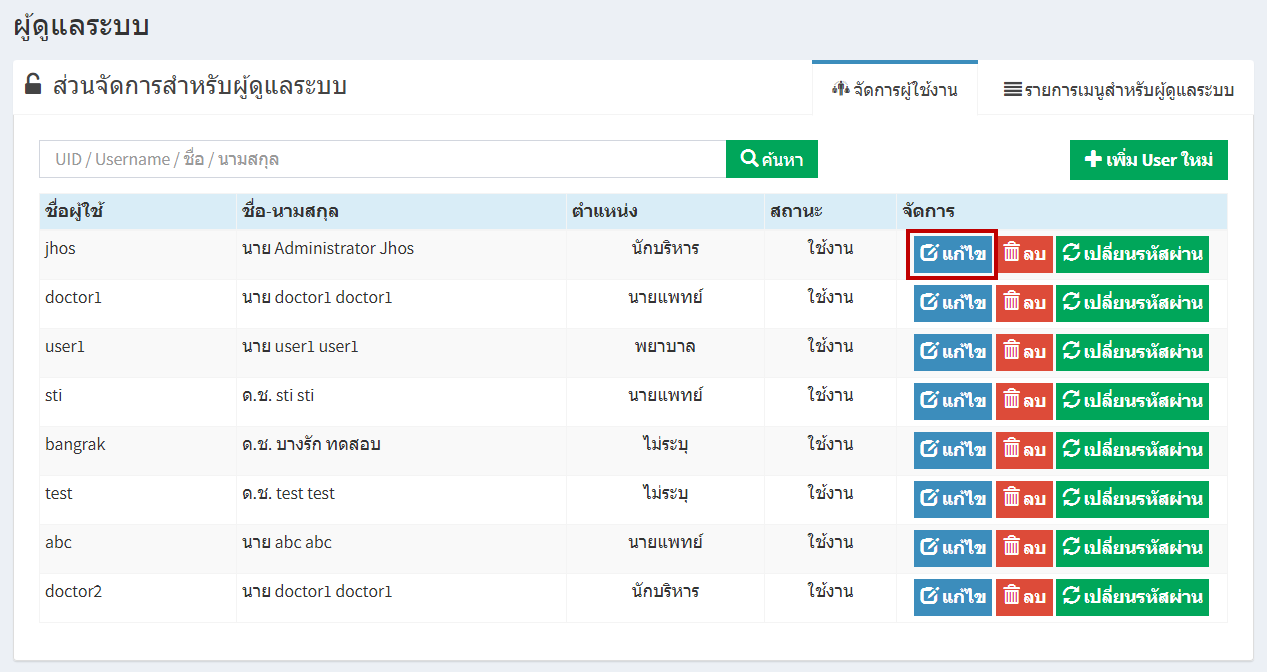 ผู้ดูแลระบบ
ส่วนจัดการสำหรับผู้ดูแลระบบ
จัดการผู้ใช้งาน
รายการเมนูสำหรับผู้ดูแลระบบ
UID / Username / ชื่อ / นามสกุล
ค้นหา
เพิ่ม User ใหม่
ชื่อผู้ใช้ ชื่อ-นามสกุล ตำแหน่ง สถานะ จัดการ
jhos นาย Administrator Jhos นักบริหาร ใช้งาน แก้ไข ลบ เปลี่ยนรหัสผ่าน
doctor1 นาย doctor1 doctor1 นายแพทย์ ใช้งาน แก้ไข ลบ เปลี่ยนรหัสผ่าน
user1 นาย user1 user1 พยาบาล ใช้งาน แก้ไข ลบ เปลี่ยนรหัสผ่าน
sti ด.ช. sti sti นายแพทย์ ใช้งาน แก้ไข ลบ เปลี่ยนรหัสผ่าน
bangrak ด.ช. บางรัก ทดสอบ ไม่ระบุ ใช้งาน แก้ไข ลบ เปลี่ยนรหัสผ่าน
test ด.ช. test test ไม่ระบุ ใช้งาน แก้ไข ลบ เปลี่ยนรหัสผ่าน
abc นาย abc abc นายแพทย์ ใช้งาน แก้ไข ลบ เปลี่ยนรหัสผ่าน
doctor2 นาย doctor1 doctor1 นักบริหาร ใช้งาน แก้ไข ลบ เปลี่ยนรหัสผ่าน